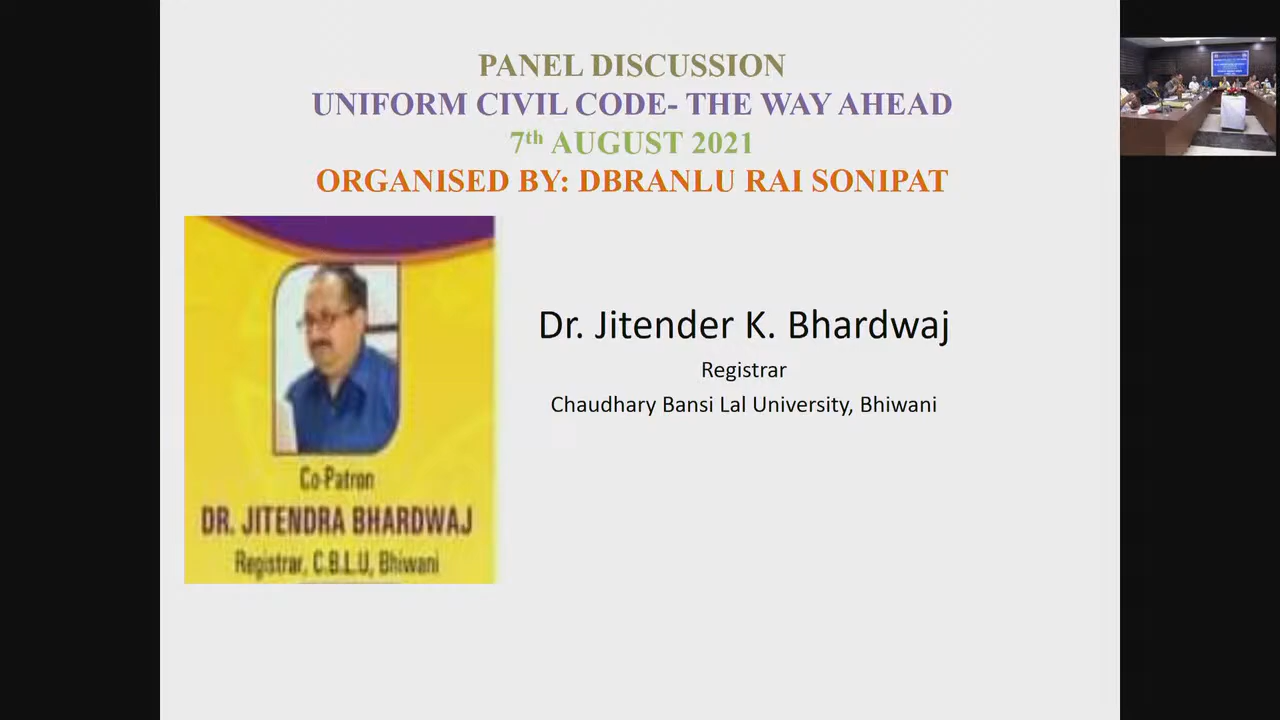 PANEL DISCUSSION
UNIFORM CIVIL CODE- THE WAY AHEAD
7th AUGUST 2021
ORGANISED BY: DBRANLU RAI SONIPAT
Dr. Jitender K. Bhardwaj
Registrar
Chaudhary Bansi Lal University, Bhiwani
Co-Patron
DR. JITENDRA BHARDWAJ
Registrar, C.B.L.U, Bhiwani